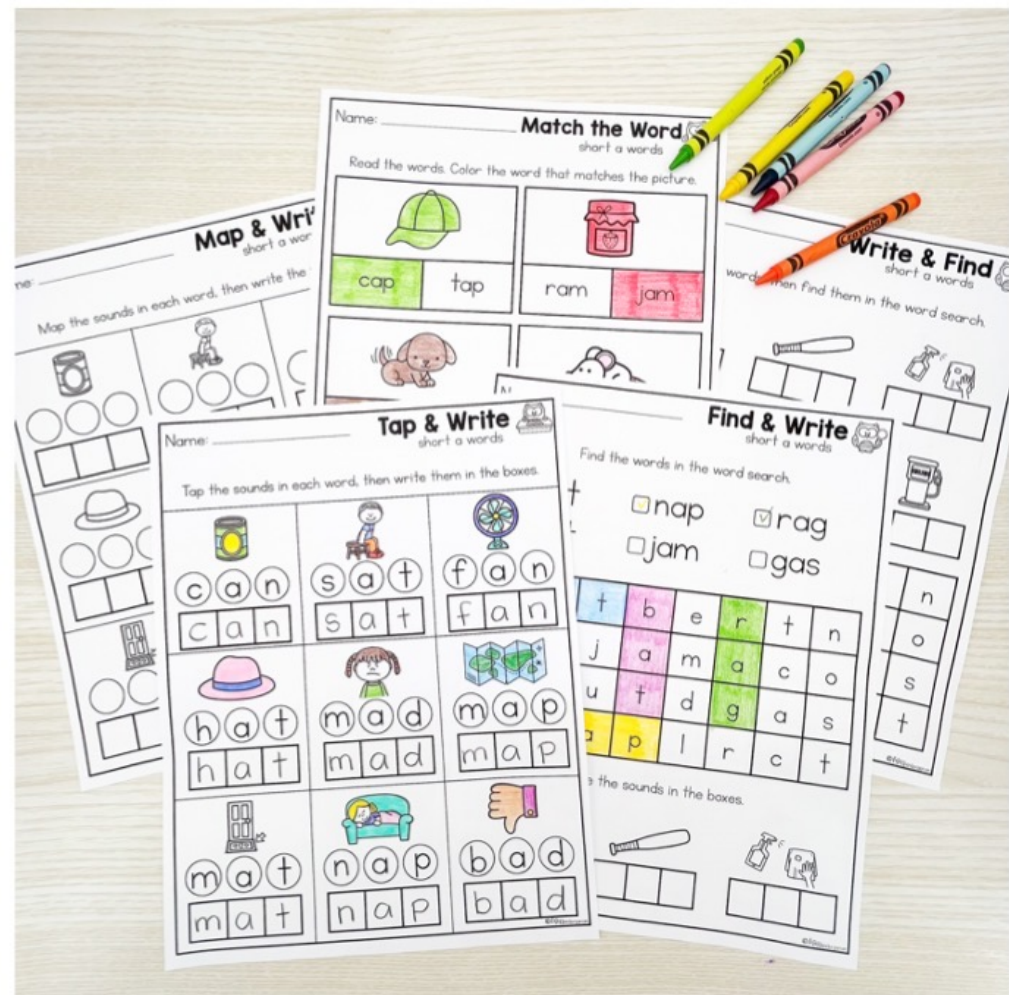 Name:
Match the Word
short a words
Read the words. Color the word that matches the picture.
cap tap
ram jam
Map & Wri
short a wor
Map the sounds in each word, then write the
Write & Find
short a words
find them in the word search.
n
o
s
t
Crayola
Name:
Tap & Write
short a words
Tap the sounds in each word, then write them in the boxes.
c a n s a t f a n
c a n s a t f a n
h a t m a d m a p
h a t m a d m a p
m a t n a p b a d
m a t n a p b a d
Find & Write
short a words
Find the words in the word search.
nap rag
jam gas
t b e r t n
j a m a c o
u t d g a s
a p l r c t
the sounds in the boxes.